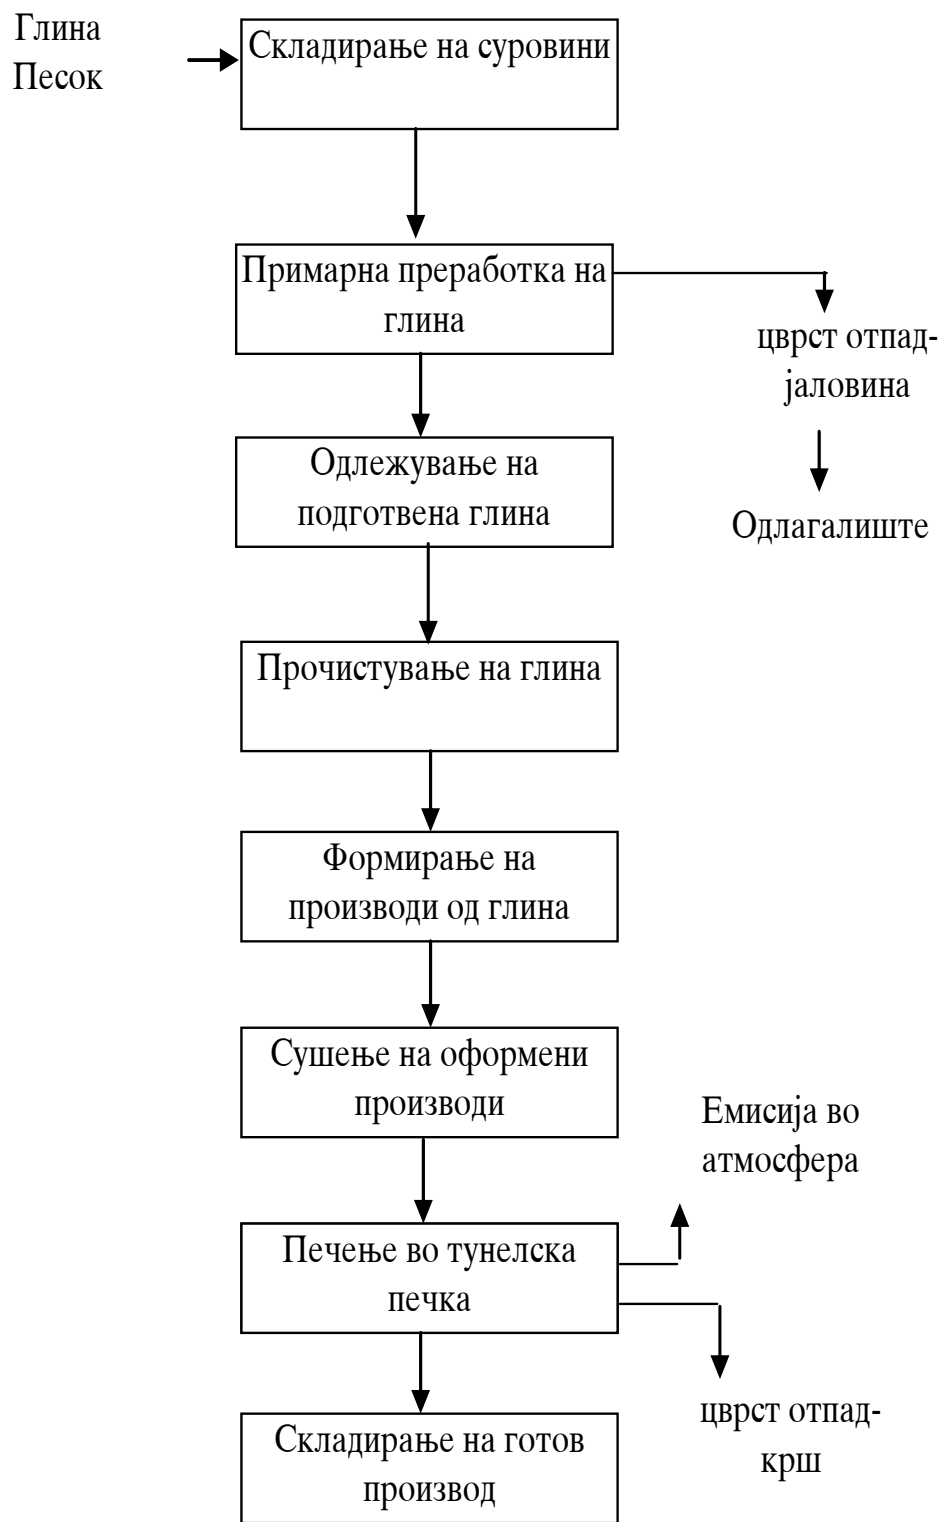 Глина
Песок
Складирање на суровини
Примарна преработка на
глина
цврст отпад-
јаловина
Одлежување на
подготвена глина
Одлагалиште
Прочистување на глина
Формирање на
производи од глина
Сушење на оформени
производи
Емисија во
атмосфера
Печење во тунелска
печка
цврст отпад-
крш
Складирање на готов
производ